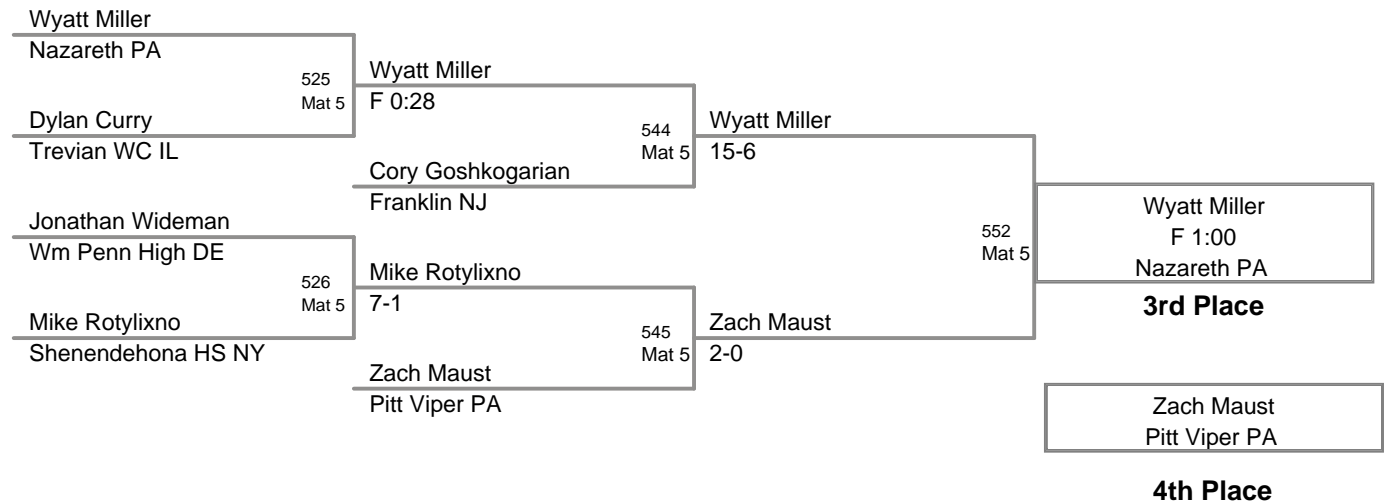 Wyatt Miller
Nazareth PA
525
Mat 5
Dylan Curry
Trevian WC IL
Wyatt Miller
F 0:28
544
Mat 5
Cory Goshkogarian
Franklin NJ
Wyatt Miller
15-6
Jonathan Wideman
Wm Penn High DE
526
Mat 5
Mike Rotylixno
Shenendehona HS NY
Mike Rotylixno
7-1
545
Mat 5
Zach Maust
Pitt Viper PA
Zach Maust
2-0
552
Mat 5
Wyatt Miller
F 1:00
Nazareth PA
3rd Place
Zach Maust
Pitt Viper PA
4th Place